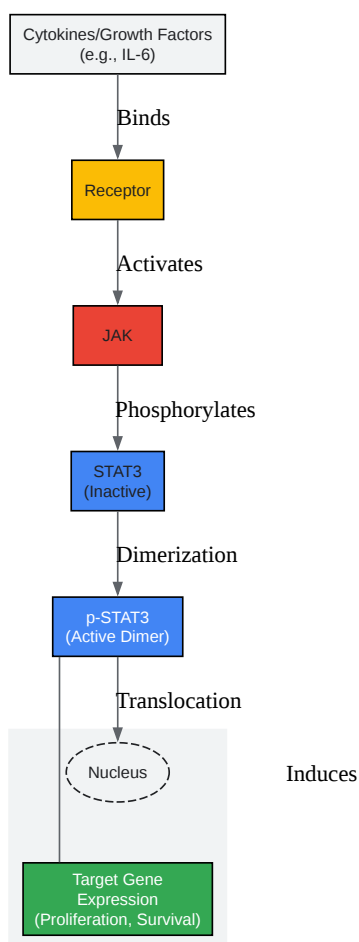 Cytokines/Growth Factors
(e.g., IL-6)
Binds
Receptor
Activates
JAK
Phosphorylates
STAT3
(Inactive)
Dimerization
p-STAT3
(Active Dimer)
Translocation
Nucleus
Induces
Target Gene
Expression
(Proliferation, Survival)